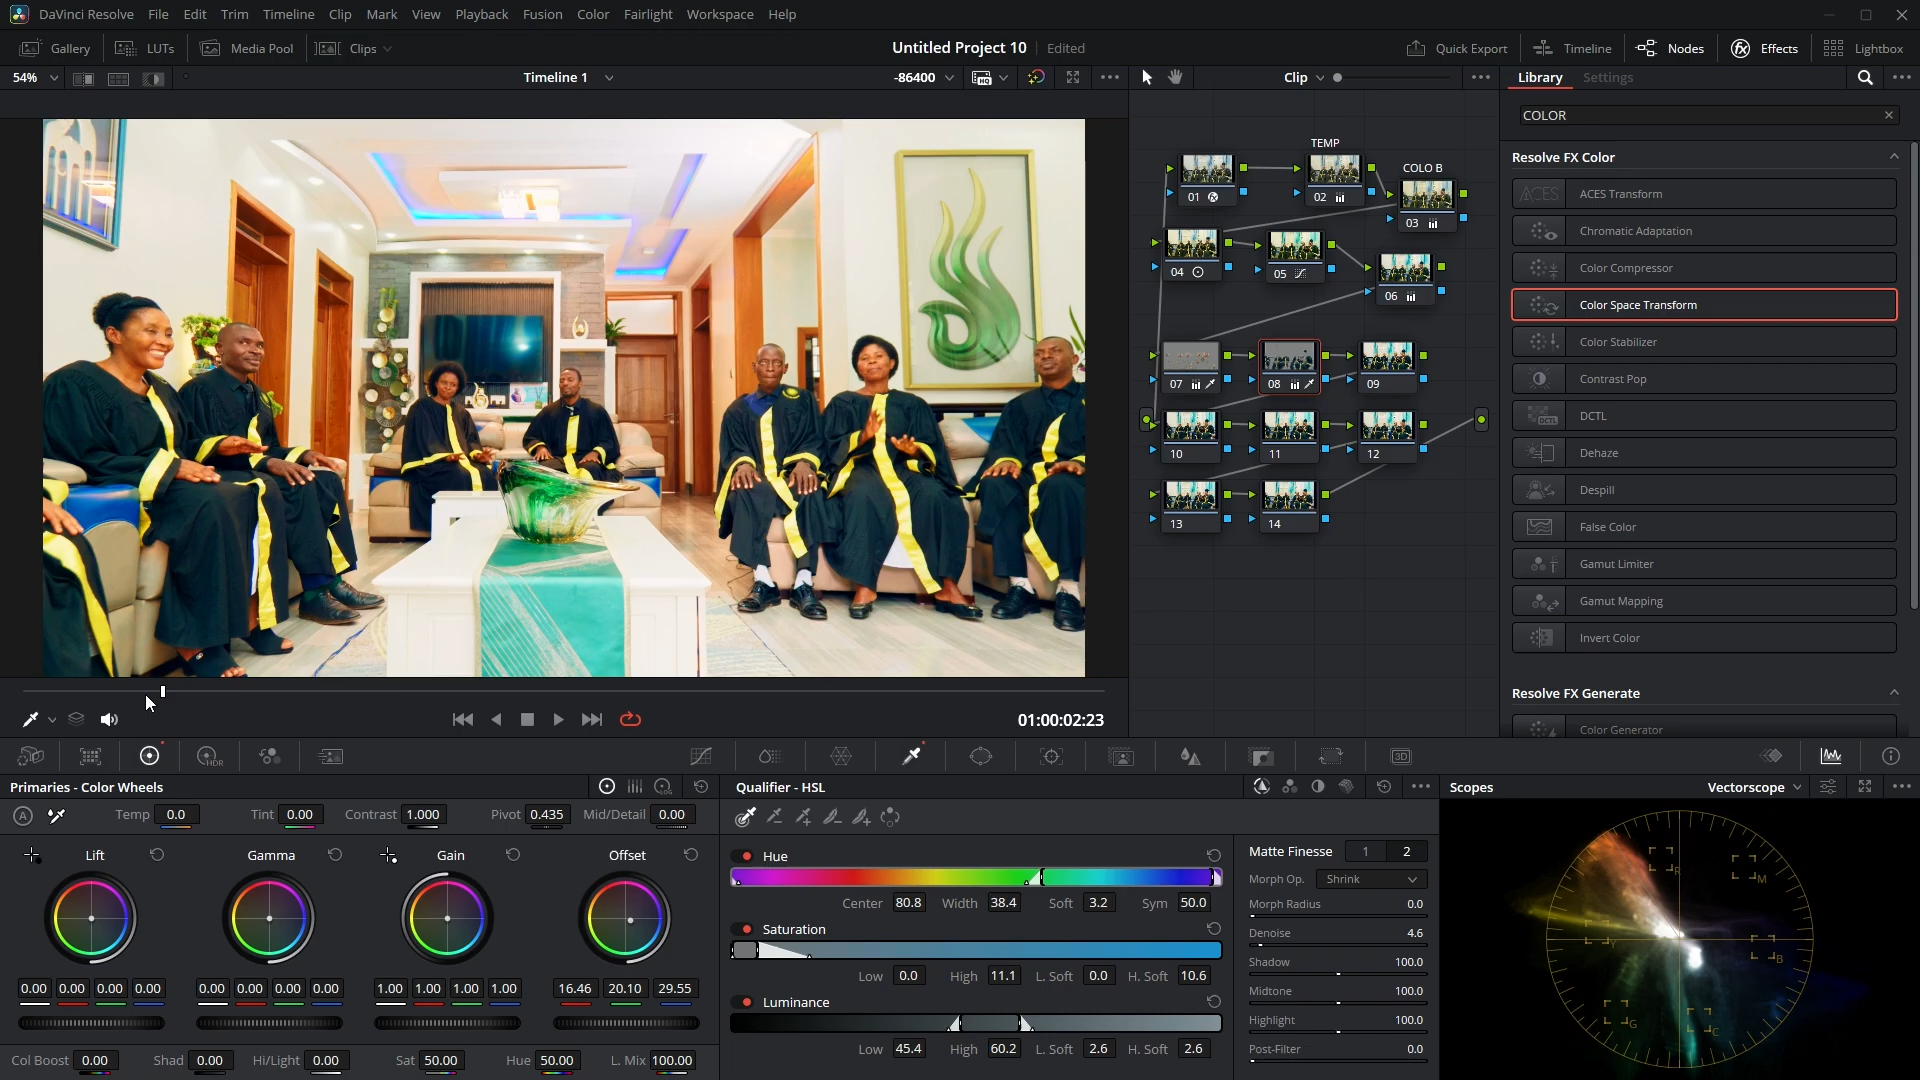 DaVinci Resolve File Edit Trim Timeline Clip Mark View Playback Fusion Color Fairlight Workspace Help
Gallery LUTs Media Pool Clips Untitled Project 10 Edited Quick Export Timeline Nodes Effects Lightbox
54% Timeline 1 -86400 HQ Clip Library Settings
COLOR
TEMP
COLO B
01 02 03
04 05 06
07 08 09
10 11 12
13 14
Resolve FX Color
ACES ACES Transform
Chromatic Adaptation
Color Compressor
Color Space Transform
Color Stabilizer
Contrast Pop
DCTL DCTL
Dehaze
Despill
False Color
Gamut Limiter
Gamut Mapping
Invert Color
Resolve FX Generate
Color Generator
01:00:02:23
HDR 3D
Primaries - Color Wheels
A Temp 0.0 Tint 0.00 Contrast 1.000 Pivot 0.435 Mid/Detail 0.00
Lift Gamma Gain Offset
0.00 0.00 0.00 0.00 0.00 0.00 0.00 0.00 1.00 1.00 1.00 1.00 16.46 20.10 29.55
Col Boost 0.00 Shad 0.00 Hi/Light 0.00 Sat 50.00 Hue 50.00 L. Mix 100.00
Qualifier - HSL
Hue
Center 80.8 Width 38.4 Soft 3.2 Sym 50.0
Saturation
Low 0.0 High 11.1 L. Soft 0.0 H. Soft 10.6
Luminance
Low 45.4 High 60.2 L. Soft 2.6 H. Soft 2.6
Matte Finesse 1 2
Morph Op. Shrink
Morph Radius 0.0
Denoise 4.6
Shadow 100.0
Midtone 100.0
Highlight 100.0
Post-Filter 0.0
Scopes Vectorscope
R M
Y B
G C